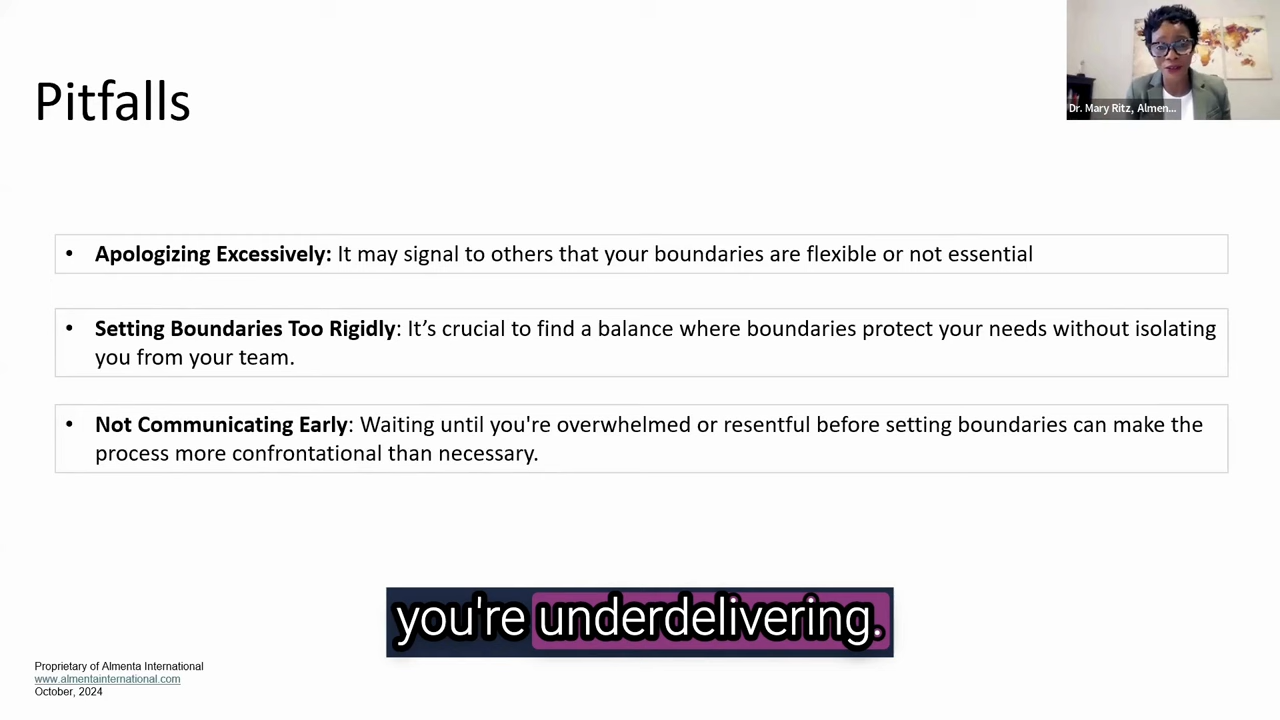 Pitfalls
Dr. Mary Ritz, Almen...
• Apologizing Excessively: It may signal to others that your boundaries are flexible or not essential
• Setting Boundaries Too Rigidly: It’s crucial to find a balance where boundaries protect your needs without isolating
you from your team.
• Not Communicating Early: Waiting until you're overwhelmed or resentful before setting boundaries can make the
process more confrontational than necessary.
you're underdelivering.
Proprietary of Almenta International
www.almentainternational.com
October, 2024